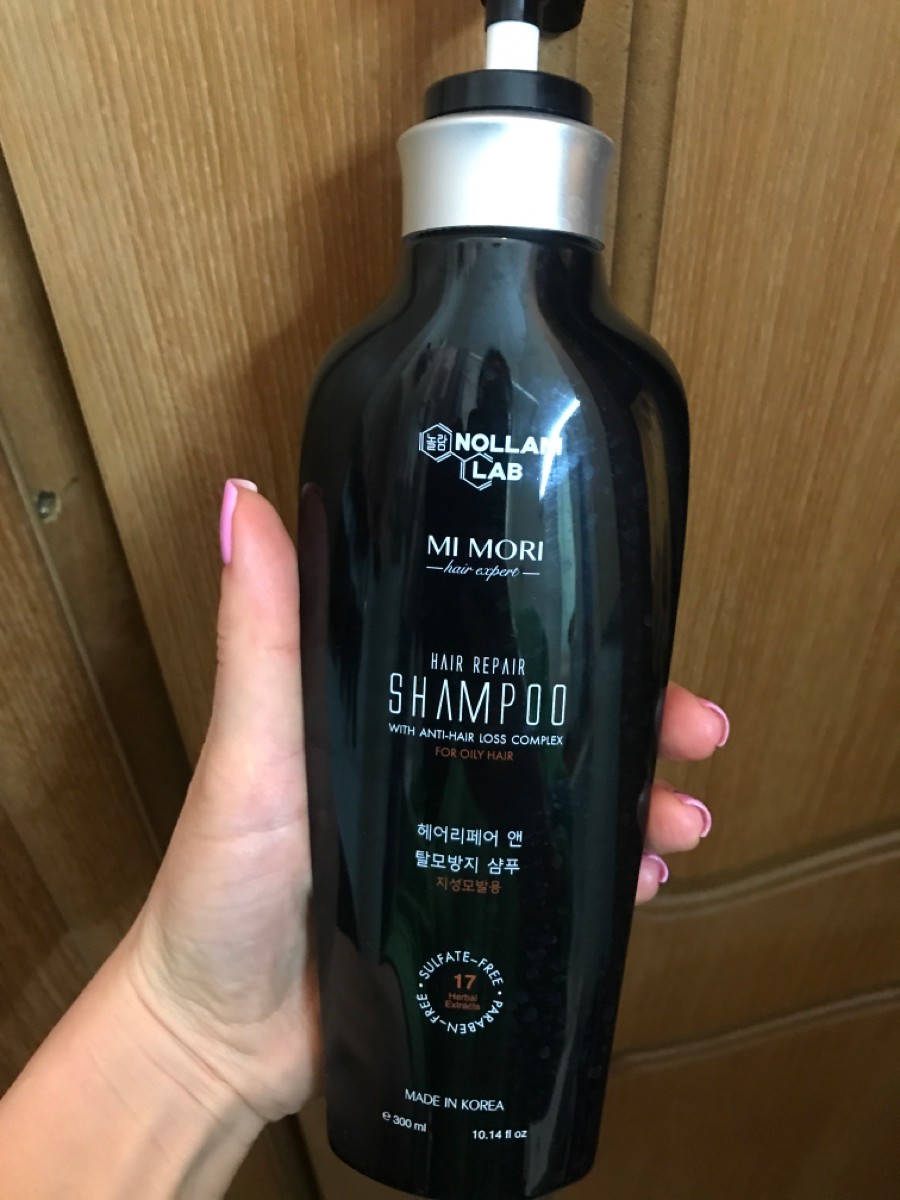 놀람
NOLLAM
LAB
MI MORI
hair expert
HAIR REPAIR
SHAMPOO
WITH ANTI-HAIR LOSS COMPLEX
FOR OILY HAIR
헤어리페어 앤
탈모방지 샴푸
지성모발용
• SULFATE-FREE • PARABEN-FREE
17
Herbal
Extracts
MADE IN KOREA
℮ 300 ml 10.14 fl oz